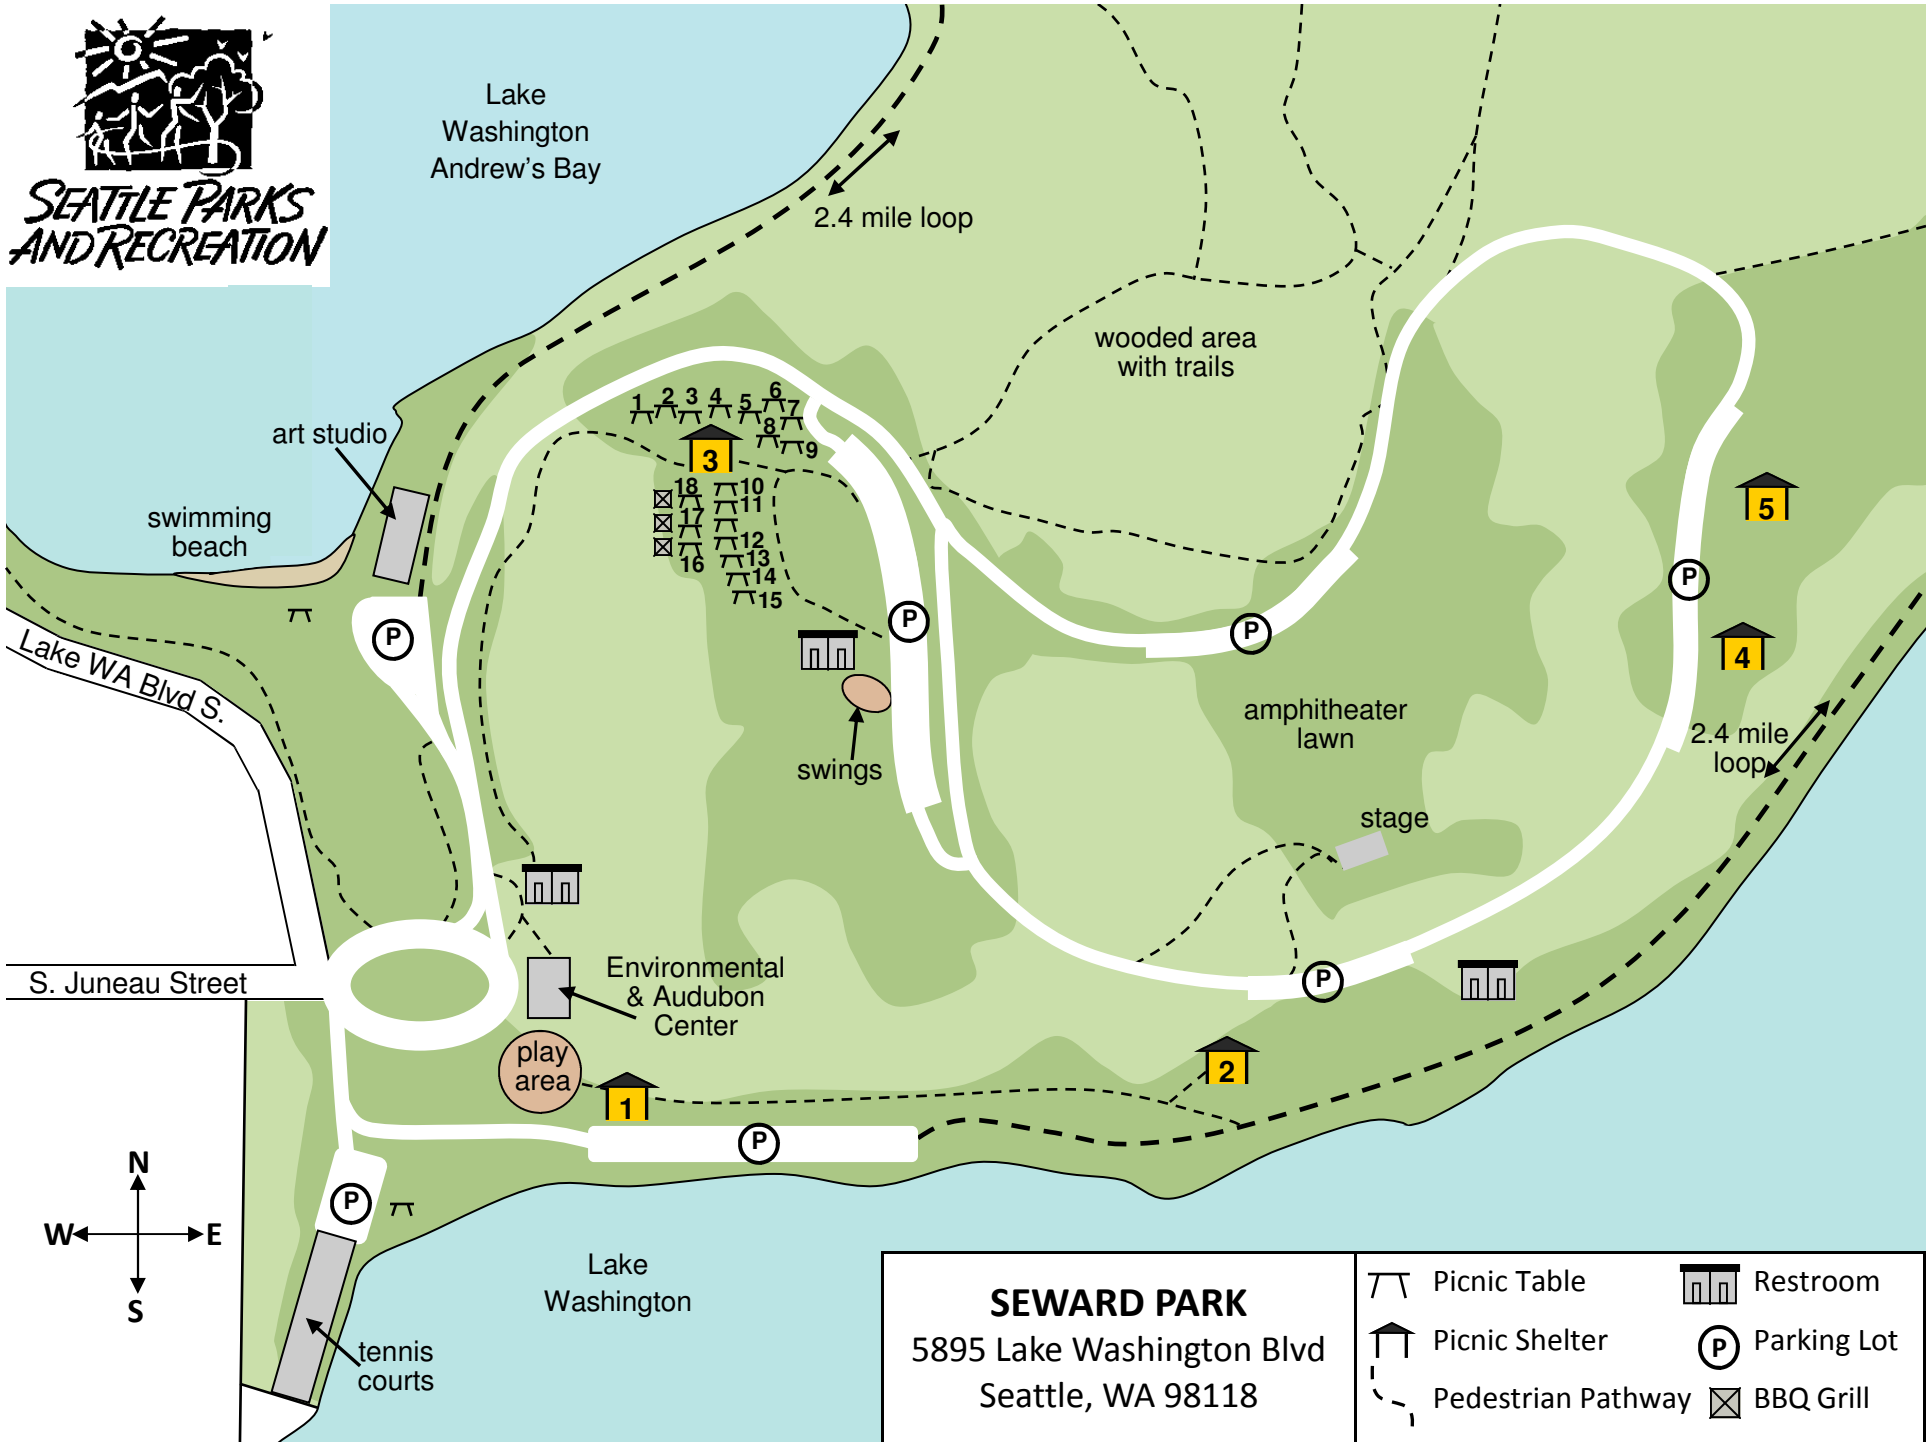 SEATTLE PARKS
AND RECREATION
Lake
Washington
Andrew's Bay
2.4 mile loop
wooded area
with trails
art studio
swimming
beach
1
2
3
4
5
6
7
8
9
3
18
10
11
17
12
16
13
14
15
5
P
P
P
P
4
Lake WA Blvd S.
amphitheater
lawn
2.4 mile
loop
swings
stage
S. Juneau Street
Environmental
& Audubon
Center
P
play
area
2
1
P
P
N
W
E
S
Lake
Washington
tennis
courts
SEWARD PARK
5895 Lake Washington Blvd
Seattle, WA 98118
Picnic Table
Restroom
Picnic Shelter
P
Parking Lot
Pedestrian Pathway
BBQ Grill